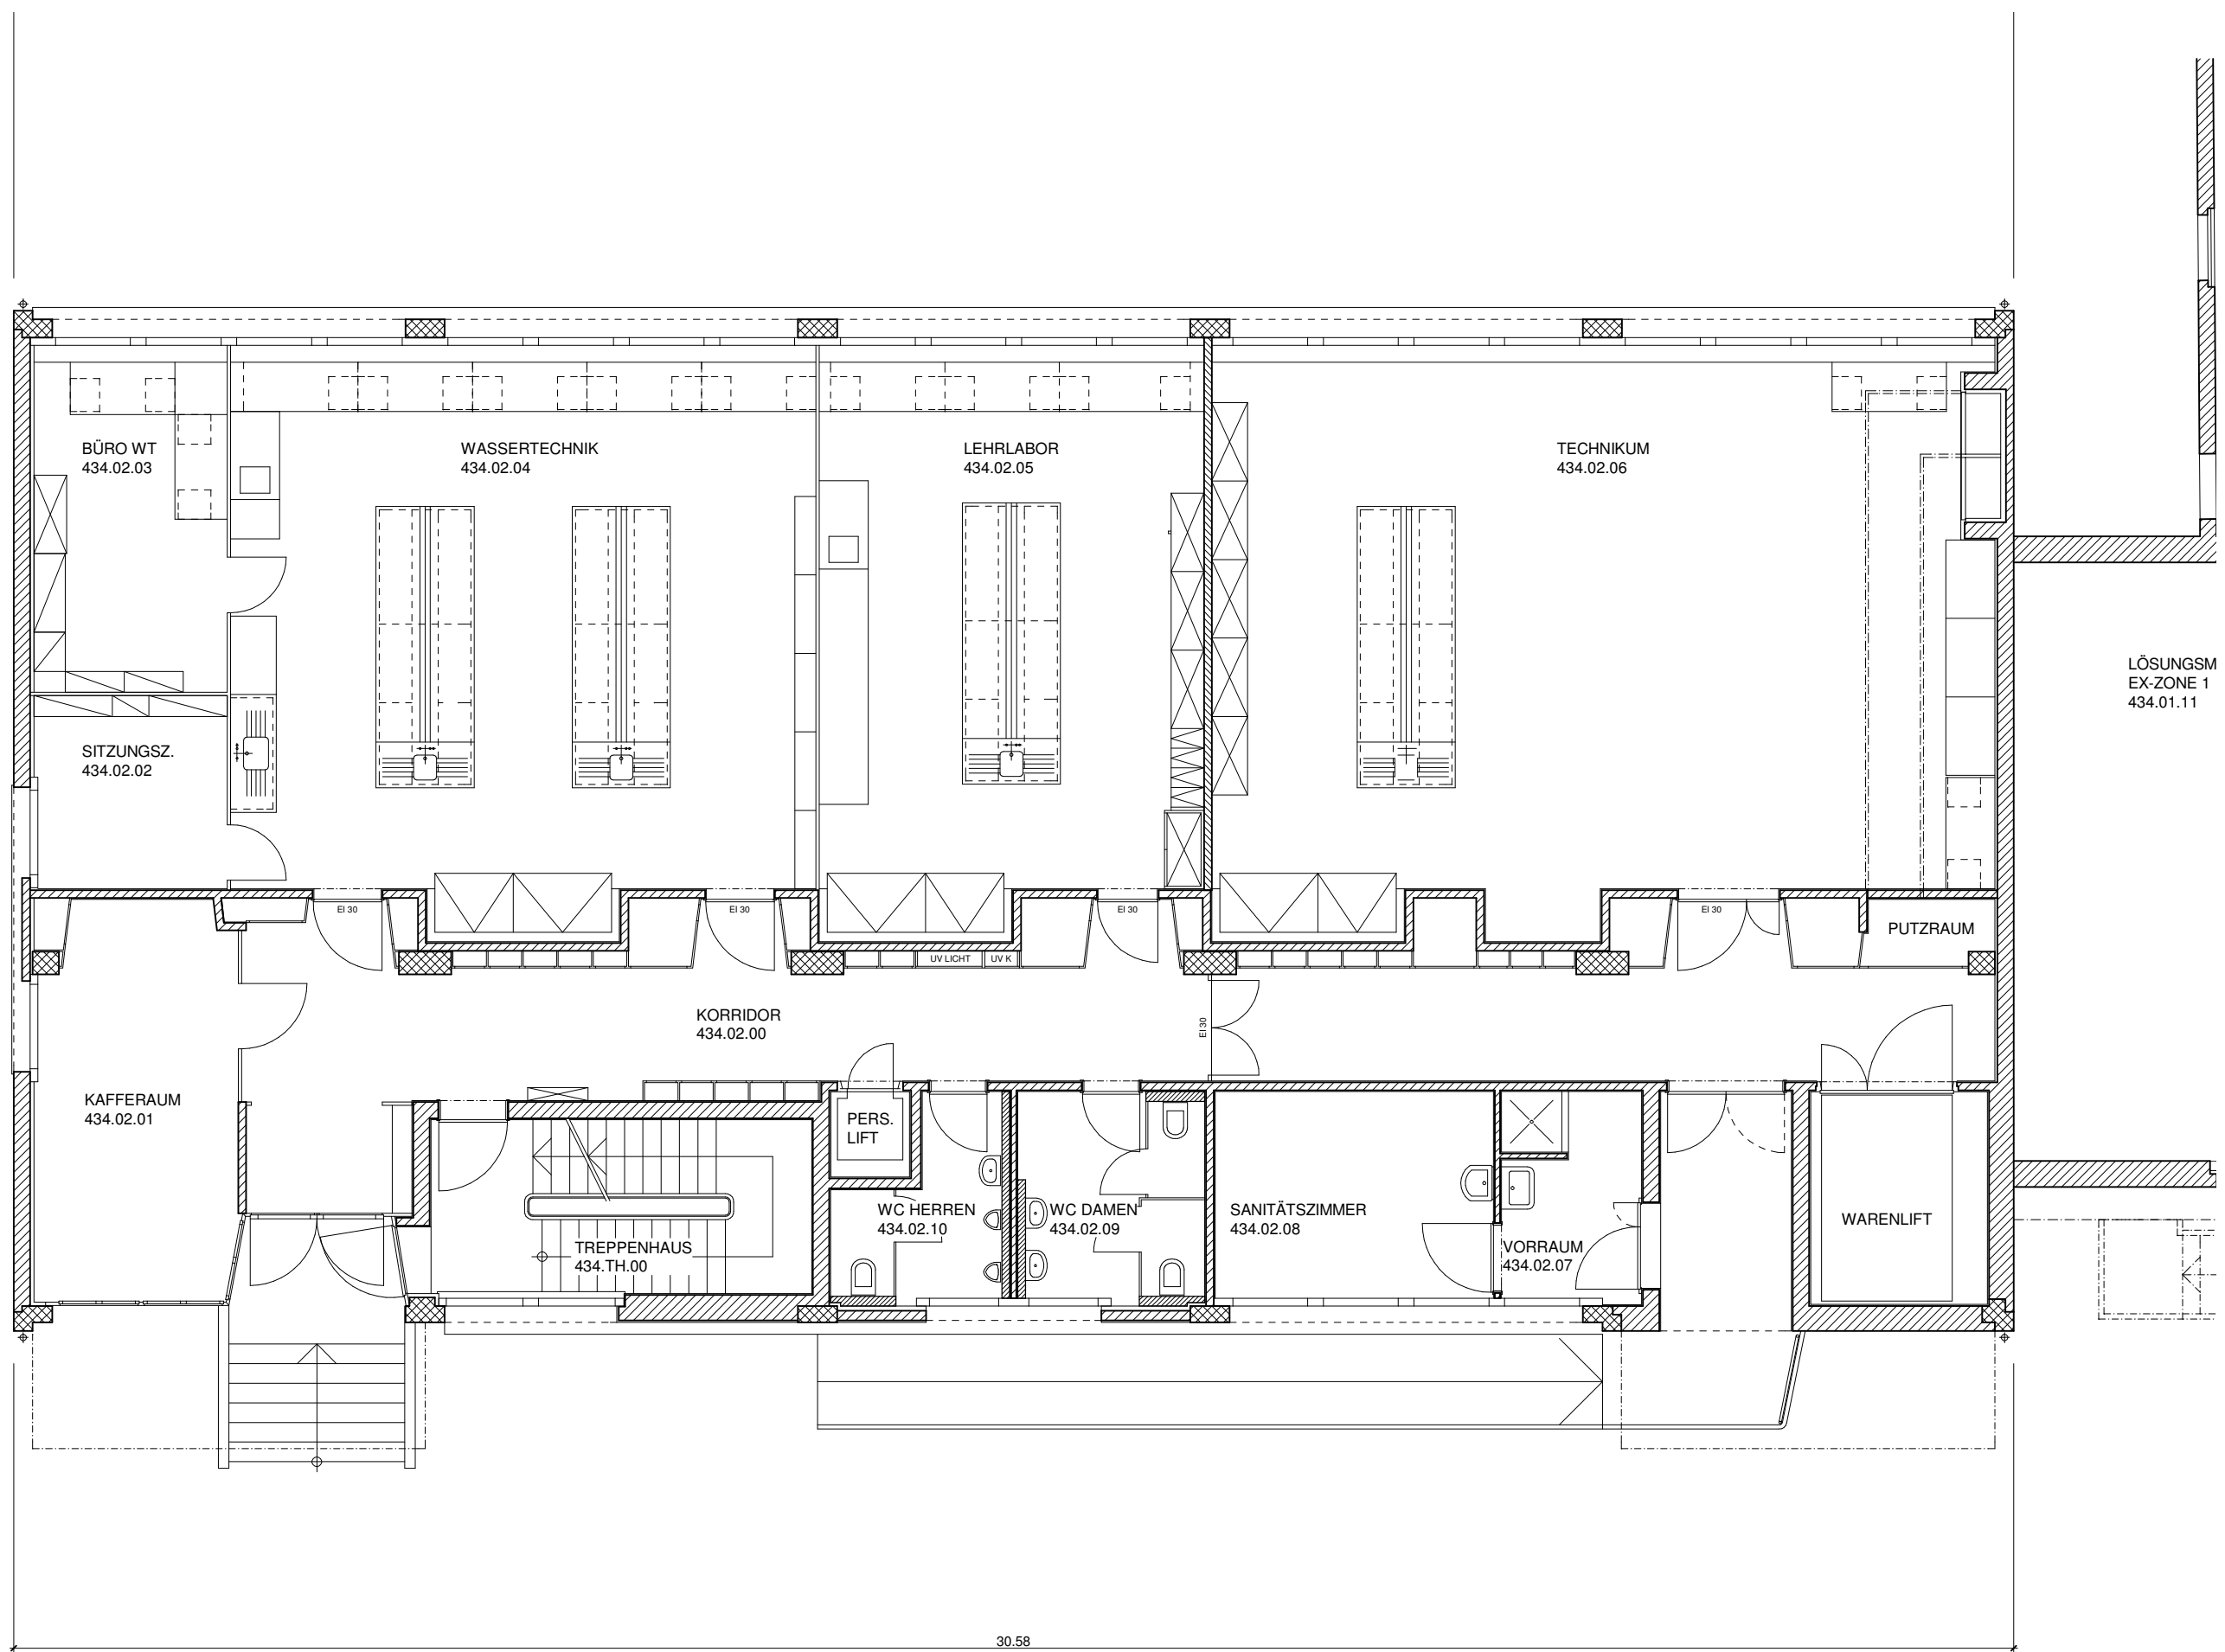 BÜRO WT
434.02.03
WASSERTECHNIK
434.02.04
LEHRLABOR
434.02.05
TECHNIKUM
434.02.06
LÖSUNGSM
EX-ZONE 1
434.01.11
SITZUNGSZ.
434.02.02
EI 30
EI 30
EI 30
EI 30
PUTZRAUM
UV LICHT
UV K
KORRIDOR
434.02.00
EI 30
KAFFERAUM
434.02.01
PERS.
LIFT
WC HERREN
434.02.10
WC DAMEN
434.02.09
SANITÄTSZIMMER
434.02.08
WARENLIFT
TREPPENHAUS
434.TH.00
VORRAUM
434.02.07
30.58